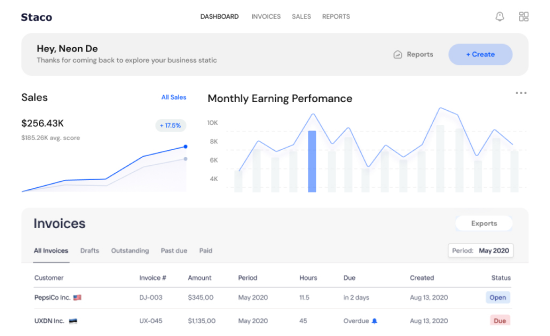 Staco
DASHBOARD INVOICES SALES REPORTS
Hey, Neon De
Thanks for coming back to explore your business static
Reports
+ Create
Sales
All Sales
$256.43K
+ 17.5%
$185.26K avg. score
Monthly Earning Perfomance
10K
8K
6K
4K
Invoices
Exports
All Invoices Drafts Outstanding Past due Paid
Period: May 2020
Customer Invoice # Amount Period Hours Due Created Status
PepsiCo Inc. DJ-003 $345,00 May 2020 11.5 in 2 days Aug 13, 2020 Open
UXDN Inc. UX-045 $1.135,00 May 2020 45 Overdue Aug 13, 2020 Due